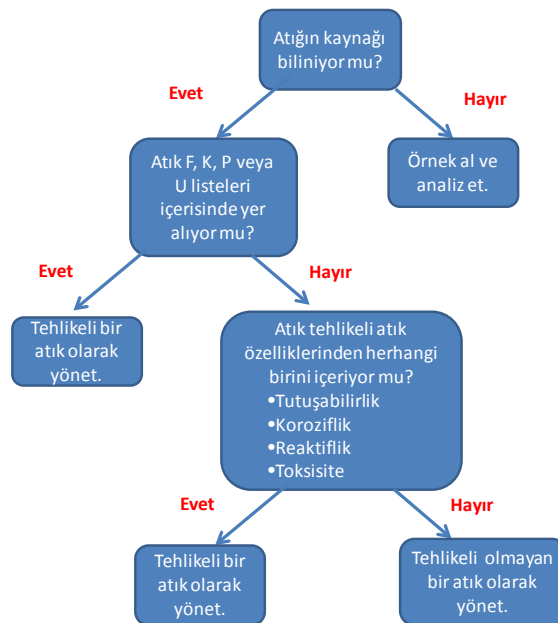 Atığın kaynağı
biliniyor mu?
Evet
Hayır
Atık F, K, P veya
U listeleri
içerisinde yer
alıyor mu?
Örnek al ve
analiz et.
Evet
Hayır
Tehlikeli bir
atık olarak
yönet.
Atık tehlikeli atık
özelliklerinden herhangi
birini içeriyor mu?
•Tutuşabilirlik
•Koroziflik
•Reaktiflik
•Toksisite
Evet
Hayır
Tehlikeli bir
atık olarak
yönet.
Tehlikeli olmayan
bir atık olarak
yönet.